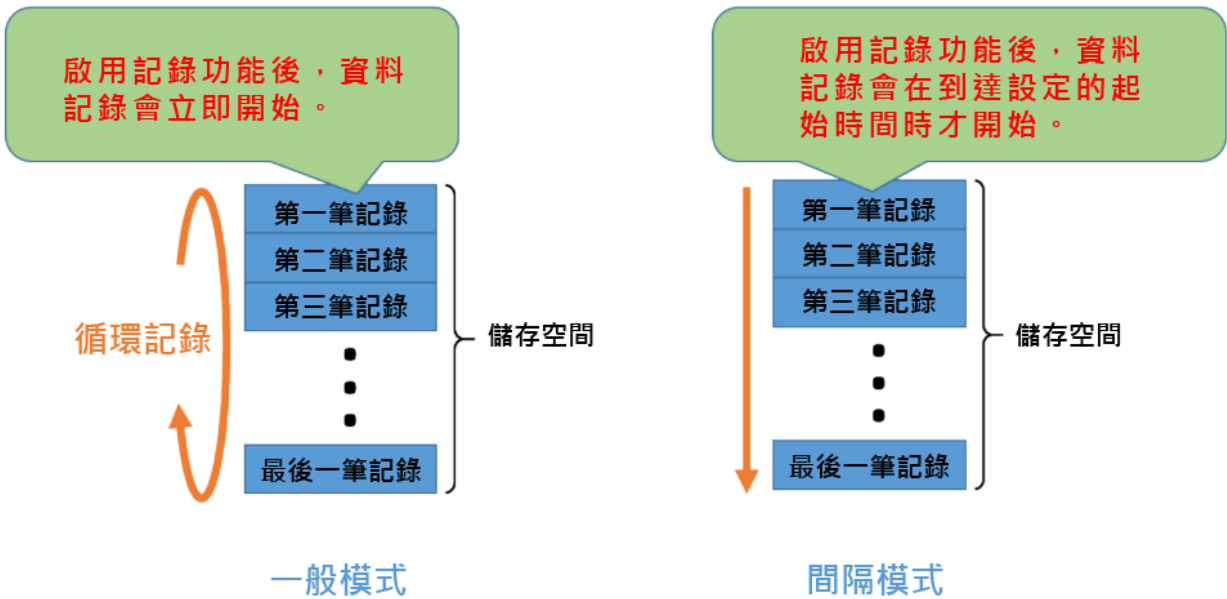 啟用記錄功能後，資料
記錄會立即開始。
第一筆記錄
第二筆記錄
第三筆記錄
最後一筆記錄
循環記錄
儲存空間
一般模式
啟用記錄功能後，資料
記錄會在到達設定的起
始時間時才開始。
第一筆記錄
第二筆記錄
第三筆記錄
最後一筆記錄
儲存空間
間隔模式